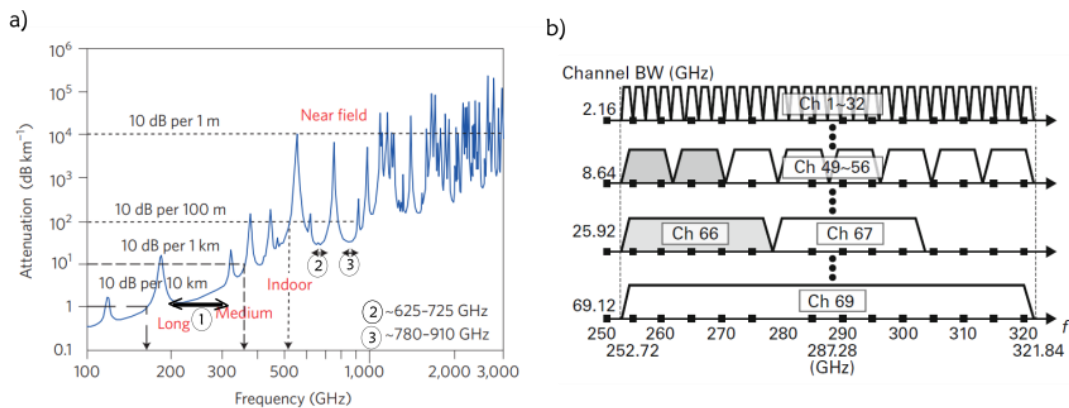 a)
10⁶
10⁵
10⁴
10³
10²
10¹
1
0.1
Attenuation (dB km⁻¹)
10 dB per 1 m
Near field
10 dB per 100 m
10 dB per 1 km
10 dB per 10 km
Long
1
Medium
Indoor
2
3
2 ~625-725 GHz
3 ~780-910 GHz
100
200
300
500
1,000
2,000
3,000
Frequency (GHz)
b)
Channel BW (GHz)
2.16
Ch 1~32
8.64
Ch 49~56
25.92
Ch 66
Ch 67
69.12
Ch 69
250 260 270 280 290 300 310 320 f
252.72 287.28 321.84
(GHz)